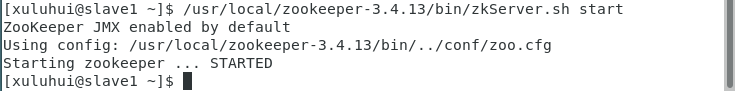 [xuluhui@slave1 ~]$ /usr/local/zookeeper-3.4.13/bin/zkServer.sh start
ZooKeeper JMX enabled by default
Using config: /usr/local/zookeeper-3.4.13/bin/../conf/zoo.cfg
Starting zookeeper ... STARTED
[xuluhui@slave1 ~]$